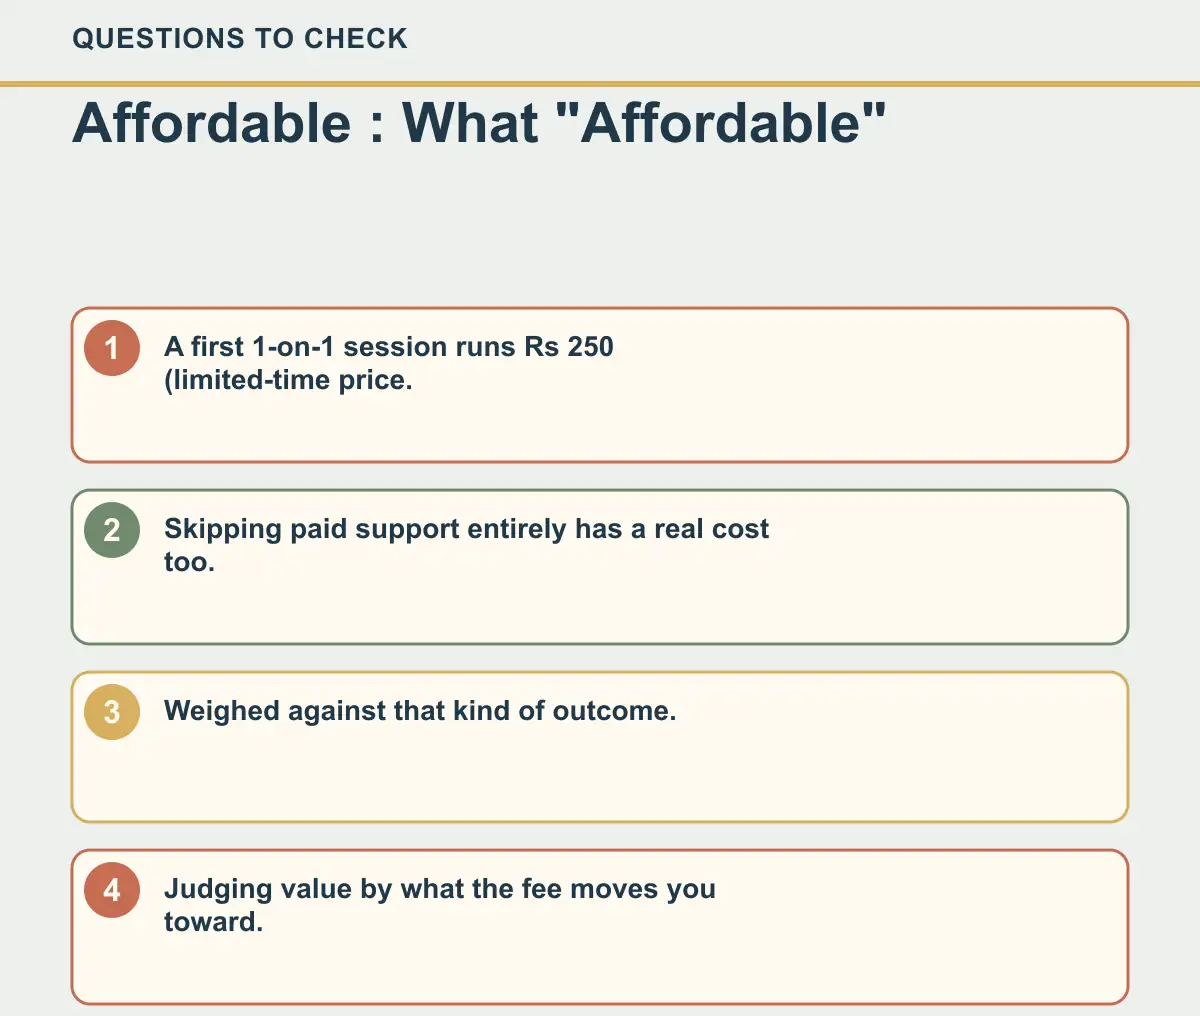 QUESTIONS TO CHECK
Affordable : What "Affordable"
1
A first 1-on-1 session runs Rs 250
(limited-time price.
2
Skipping paid support entirely has a real cost
too.
3
Weighed against that kind of outcome.
4
Judging value by what the fee moves you
toward.